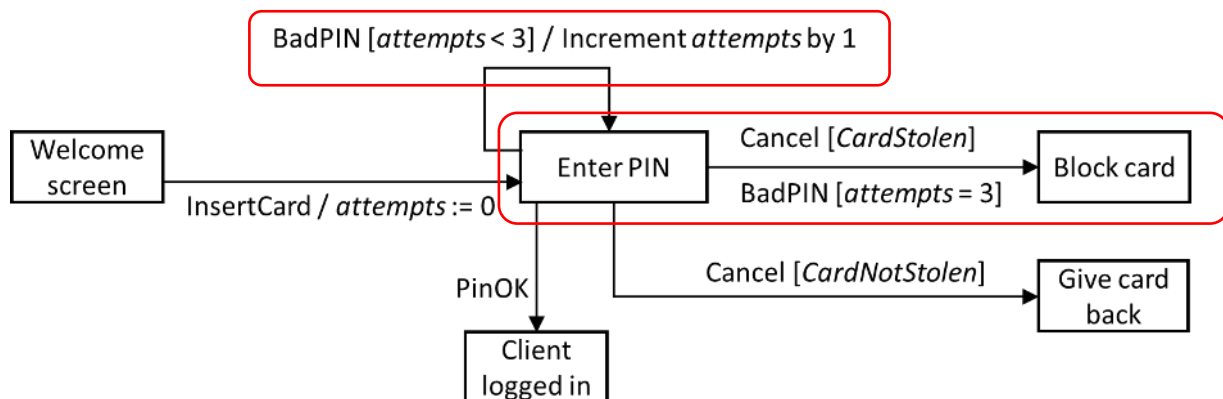 BadPIN [attempts < 3] / Increment attempts by 1
Welcome
screen
InsertCard / attempts := 0
Enter PIN
Cancel [CardStolen]
BadPIN [attempts = 3]
Block card
PinOK
Cancel [CardNotStolen]
Give card
back
Client
logged in